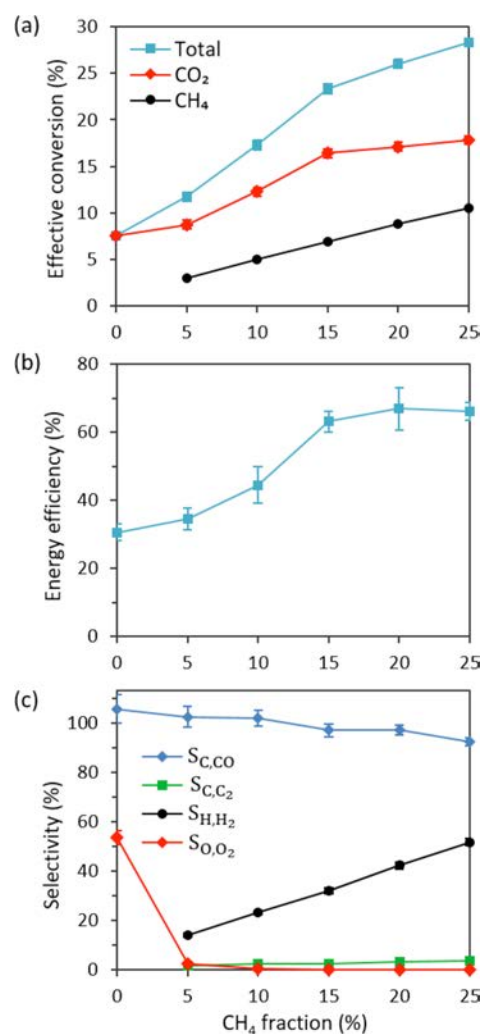 (a)
Effective conversion (%)
30
25
20
15
10
5
0
Total
CO₂
CH₄
0 5 10 15 20 25
(b)
Energy efficiency (%)
80
60
40
20
0
0 5 10 15 20 25
(c)
Selectivity (%)
100
80
60
40
20
0
S_C,CO
S_C,C₂
S_H,H₂
S_O,O₂
0 5 10 15 20 25
CH₄ fraction (%)